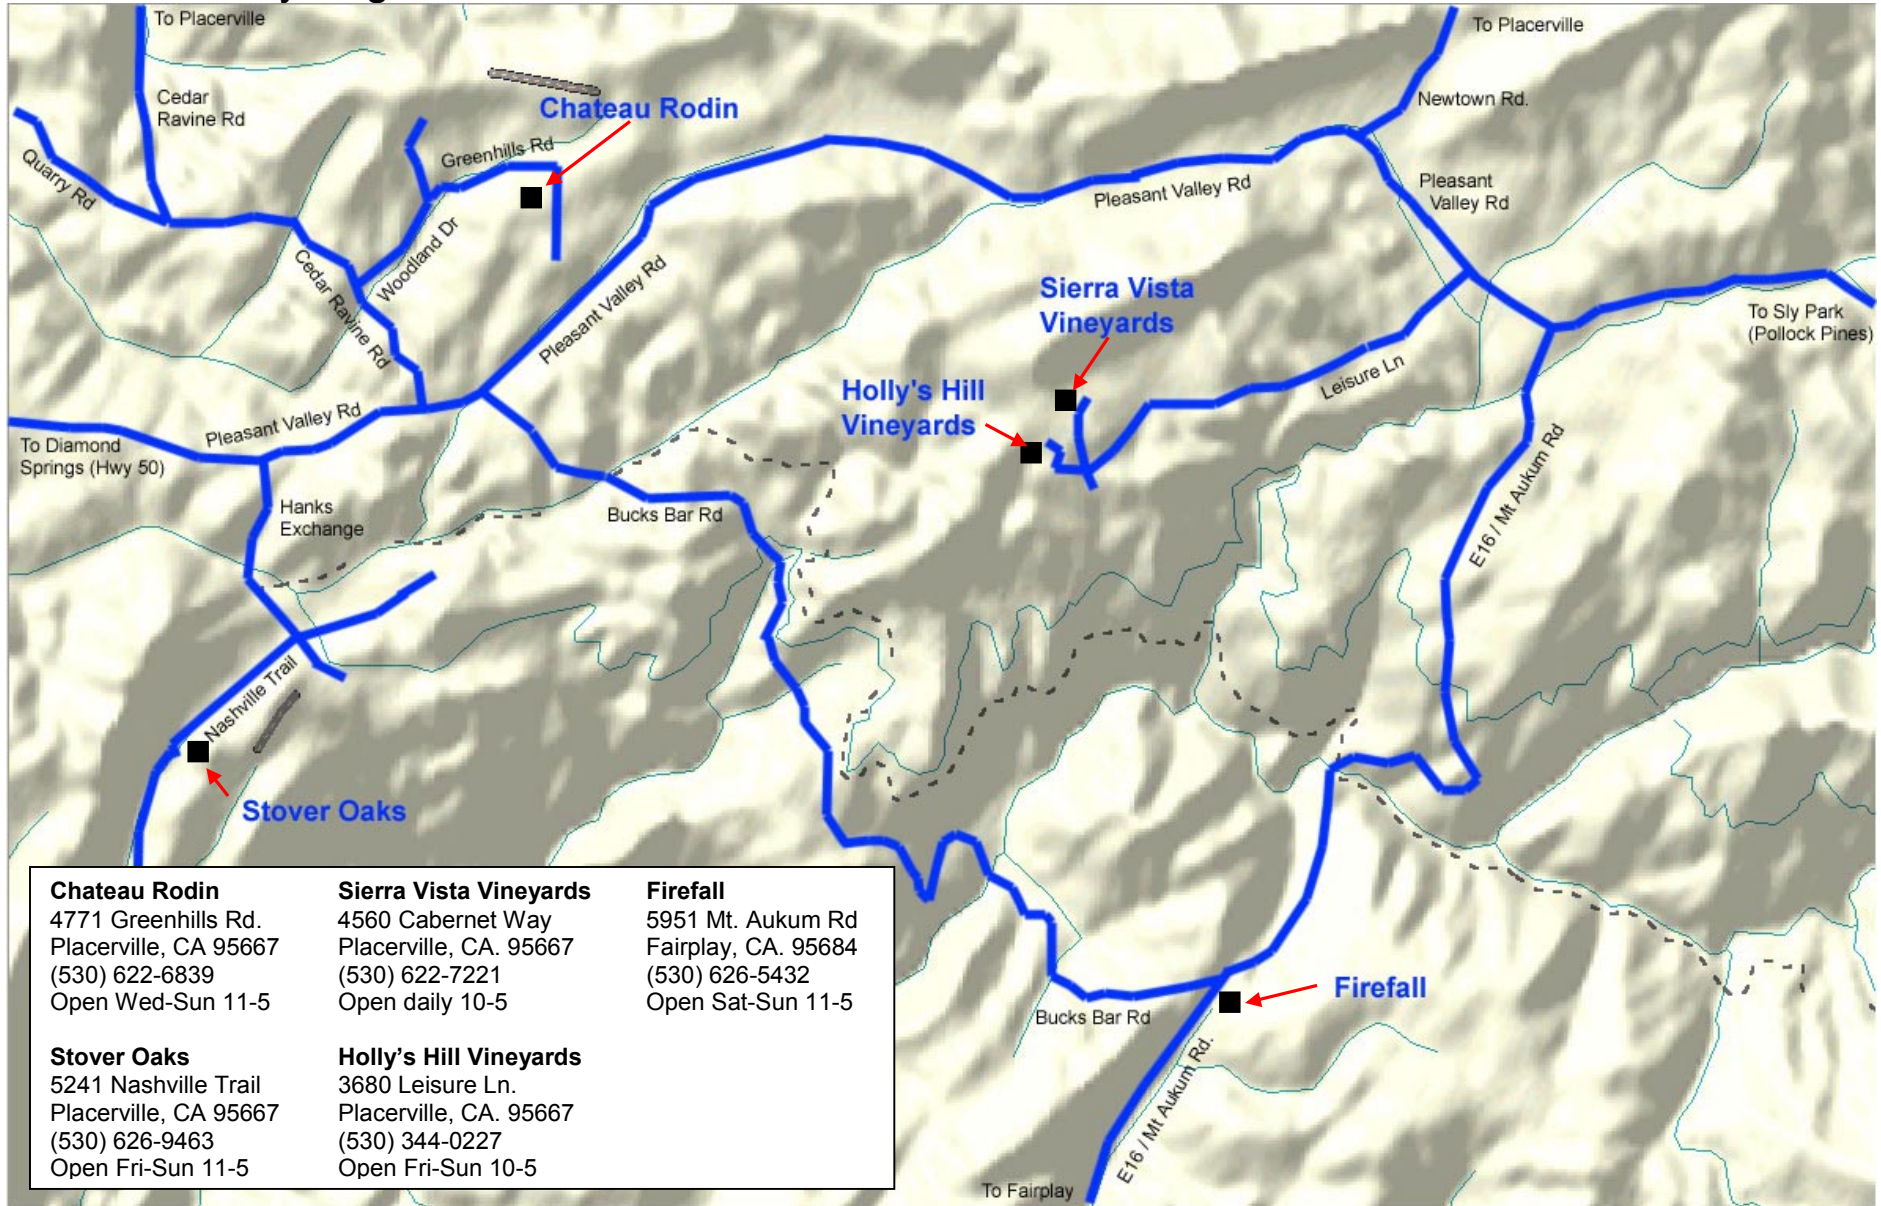 To Placerville
To Placerville
Cedar
Ravine Rd
Newtown Rd.
Chateau Rodin
Greenhills Rd
Quarry Rd
Pleasant
Valley Rd
Pleasant Valley Rd
Woodland Dr
Cedar Ravine Rd
Pleasant Valley Rd
Sierra Vista
Vineyards
To Sly Park
(Pollock Pines)
Leisure Ln
Holly's Hill
Vineyards
Pleasant Valley Rd
To Diamond
Springs (Hwy 50)
E16 / Mt Aukum Rd
Hanks
Exchange
Bucks Bar Rd
Nashville Trail
Stover Oaks
Firefall
Bucks Bar Rd
E16 / Mt Aukum Rd.
To Fairplay
Chateau Rodin
4771 Greenhills Rd.
Placerville, CA 95667
(530) 622-6839
Open Wed-Sun 11-5
Sierra Vista Vineyards
4560 Cabernet Way
Placerville, CA. 95667
(530) 622-7221
Open daily 10-5
Firefall
5951 Mt. Aukum Rd
Fairplay, CA. 95684
(530) 626-5432
Open Sat-Sun 11-5
Stover Oaks
5241 Nashville Trail
Placerville, CA 95667
(530) 626-9463
Open Fri-Sun 11-5
Holly’s Hill Vineyards
3680 Leisure Ln.
Placerville, CA. 95667
(530) 344-0227
Open Fri-Sun 10-5